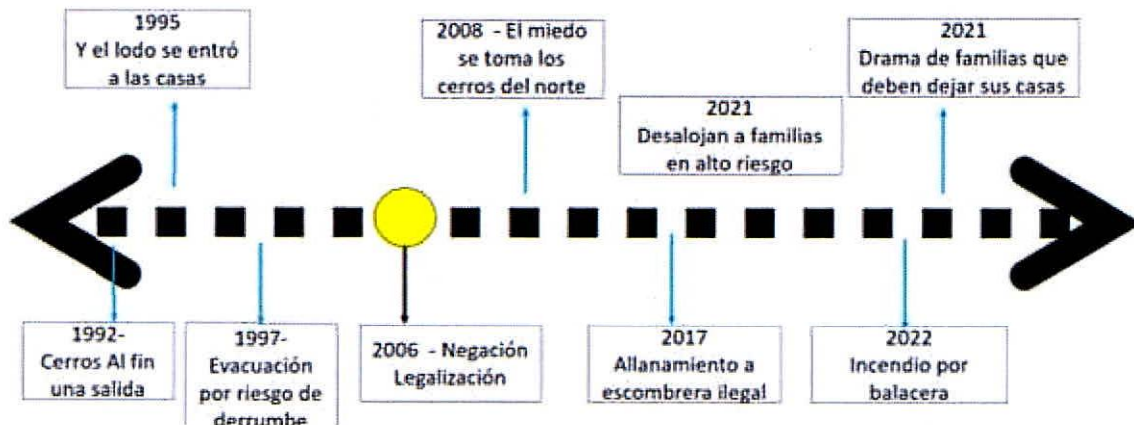 1995
Y el lodo se entró
a las casas
2008 - El miedo
se toma los
cerros del norte
2021
Desalojan a familias
en alto riesgo
2021
Drama de familias que
deben dejar sus casas
1992-
Cerros Al fin
una salida
1997-
Evacuación
por riesgo de
derrumbe
2006 - Negación
Legalización
2017
Allanamiento a
escombrera ilegal
2022
Incendio por
balacera